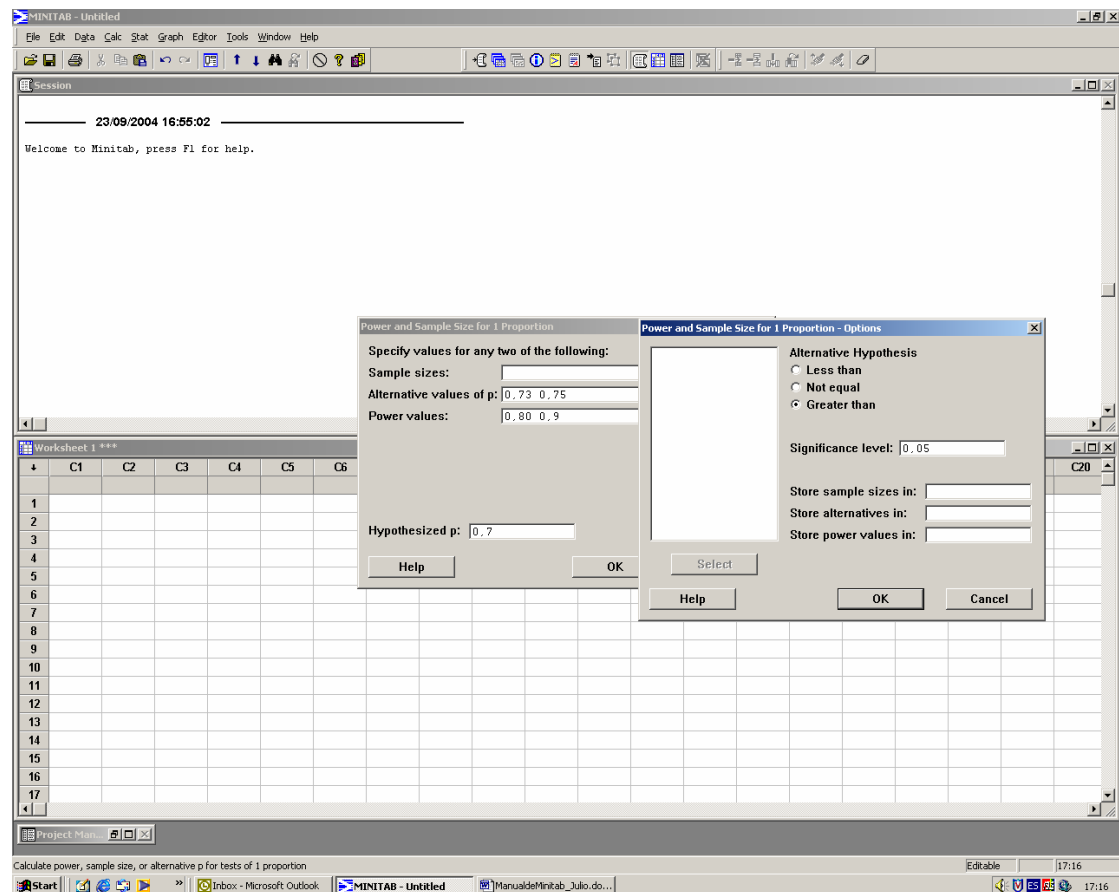 MINITAB - Untitled
File Edit Data Calc Stat Graph Editor Tools Window Help
Session
23/09/2004 16:55:02
Welcome to Minitab, press F1 for help.
Power and Sample Size for 1 Proportion
Specify values for any two of the following:
Sample sizes:
Alternative values of p: 0,73 0,75
Power values: 0,80 0,9
Hypothesized p: 0,7
Help OK
Power and Sample Size for 1 Proportion - Options
Alternative Hypothesis
Less than
Not equal
Greater than
Significance level: 0,05
Store sample sizes in:
Store alternatives in:
Store power values in:
Select
Help OK Cancel
Worksheet 1 ***
C1 C2 C3 C4 C5 C6 C20
1
2
3
4
5
6
7
8
9
10
11
12
13
14
15
16
17
Project Man...
Calculate power, sample size, or alternative p for tests of 1 proportion Editable 17:16
Start » Inbox - Microsoft Outlook MINITAB - Untitled ManualdeMinitab_Julio.do... ES 17:16